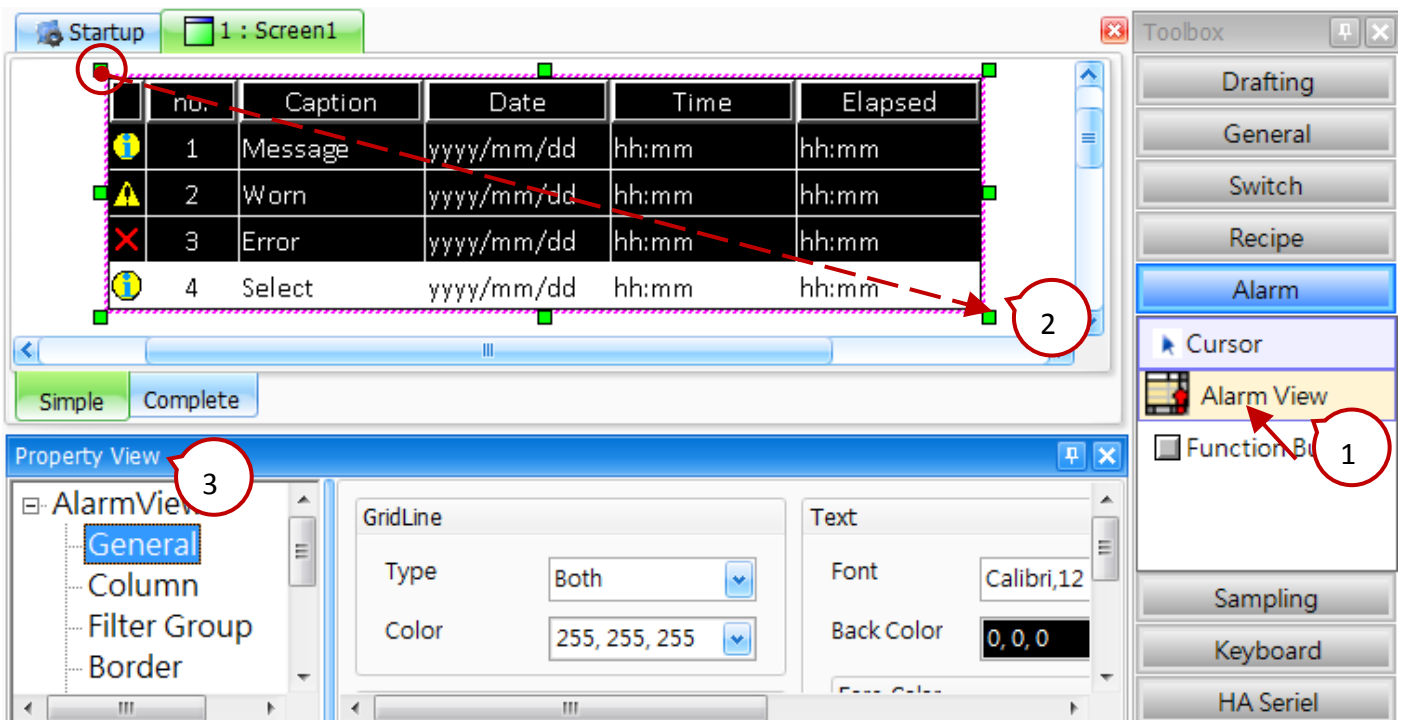 Startup
1 : Screen1
no. Caption Date Time Elapsed
1 Message yyyy/mm/dd hh:mm hh:mm
2 Worn yyyy/mm/dd hh:mm hh:mm
3 Error yyyy/mm/dd hh:mm hh:mm
4 Select yyyy/mm/dd hh:mm hh:mm
2
Simple
Complete
Property View
3
AlarmView
General
Column
Filter Group
Border
GridLine
Type Both
Color 255, 255, 255
Text
Font Calibri,12
Back Color 0, 0, 0
Toolbox
Drafting
General
Switch
Recipe
Alarm
Cursor
Alarm View
Function
1
Sampling
Keyboard
HA Seriel